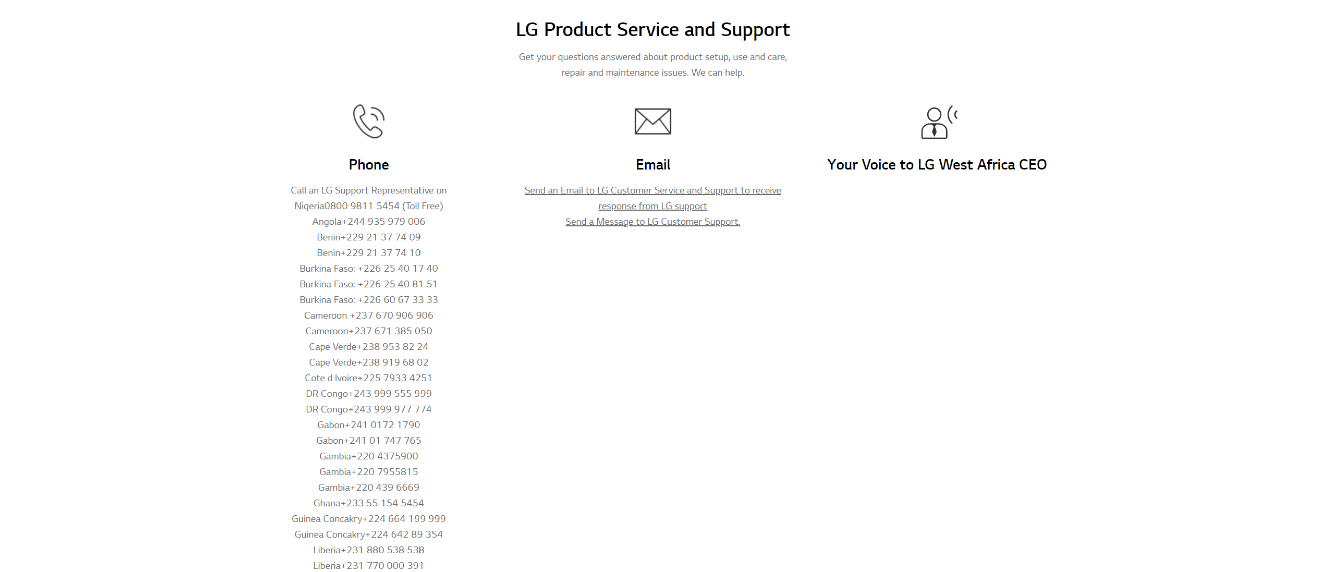 LG Product Service and Support
Get your questions answered about product setup, use and care,
repair and maintenance issues. We can help.
Phone
Call an LG Support Representative on
Nigeria0800 9811 5454 (Toll Free)
Angola+244 935 979 006
Benin+229 21 37 74 09
Benin+229 21 37 74 10
Burkina Faso: +226 25 40 17 40
Burkina Faso: +226 25 40 81 51
Burkina Faso: +226 60 67 33 33
Cameroon +237 670 906 906
Cameroon+237 671 385 050
Cape Verde+238 953 82 24
Cape Verde+238 919 68 02
Cote d Ivoire+225 7933 4251
DR Congo+243 999 555 999
DR Congo+243 999 977 774
Gabon+241 0172 1790
Gabon+241 01 747 765
Gambia+220 4375900
Gambia+220 7955815
Gambia+220 439 6669
Ghana+233 55 154 5454
Guinea Concakry+224 664 199 999
Guinea Concakry+224 642 89 354
Liberia+231 880 538 538
Liberia+231 770 000 391
Email
Send an Email to LG Customer Service and Support to receive
response from LG support
Send a Message to LG Customer Support.
Your Voice to LG West Africa CEO